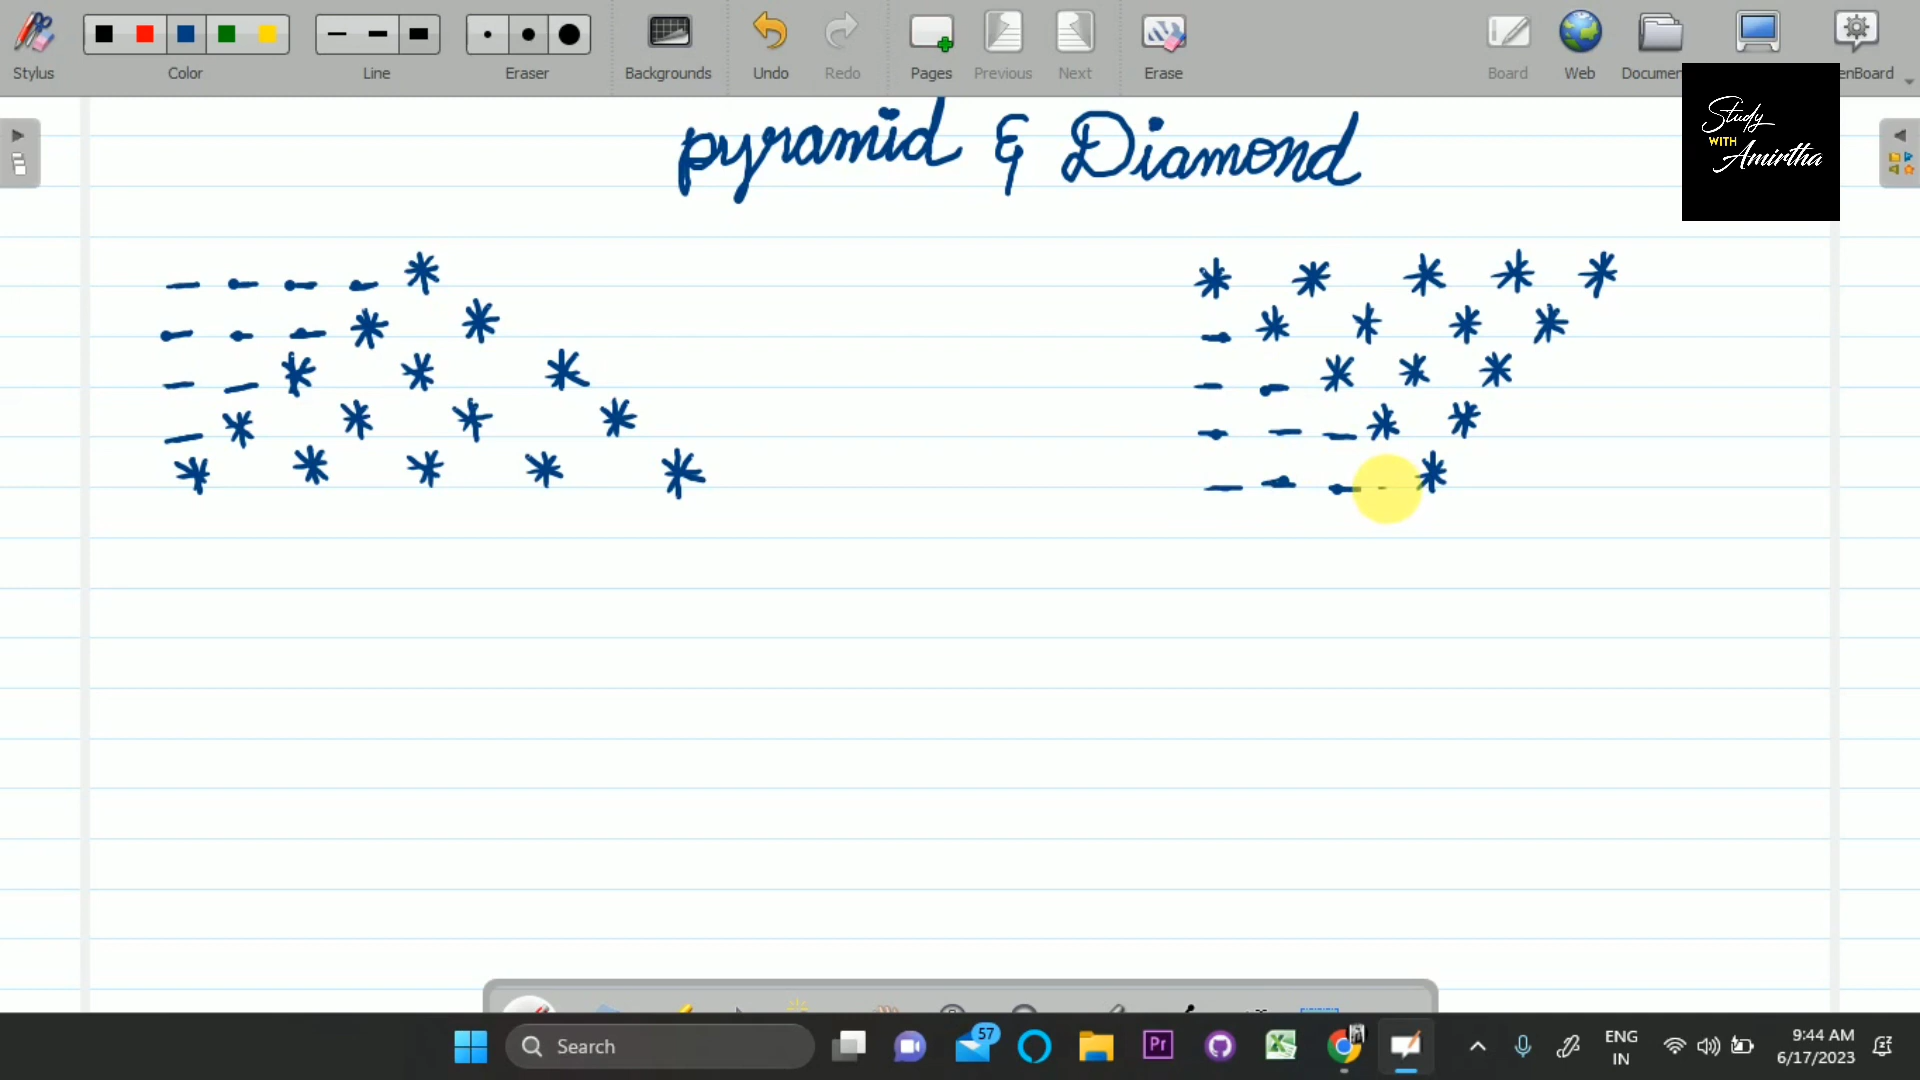 Stylus
Color
Line
Eraser
Backgrounds
Undo
Redo
Pages
Previous
Next
Erase
Board
Web
Documen
enBoard
Study
WITH
Amirtha
pyramid & Diamond
_ _ _ _ *
_ _ _ * *
_ _ * * *
_ * * * *
* * * * *
* * * * *
_ * * * *
_ _ * * *
_ _ _ * *
_ _ _ _ *
Search
57
Pr
ENG
IN
9:44 AM
6/17/2023